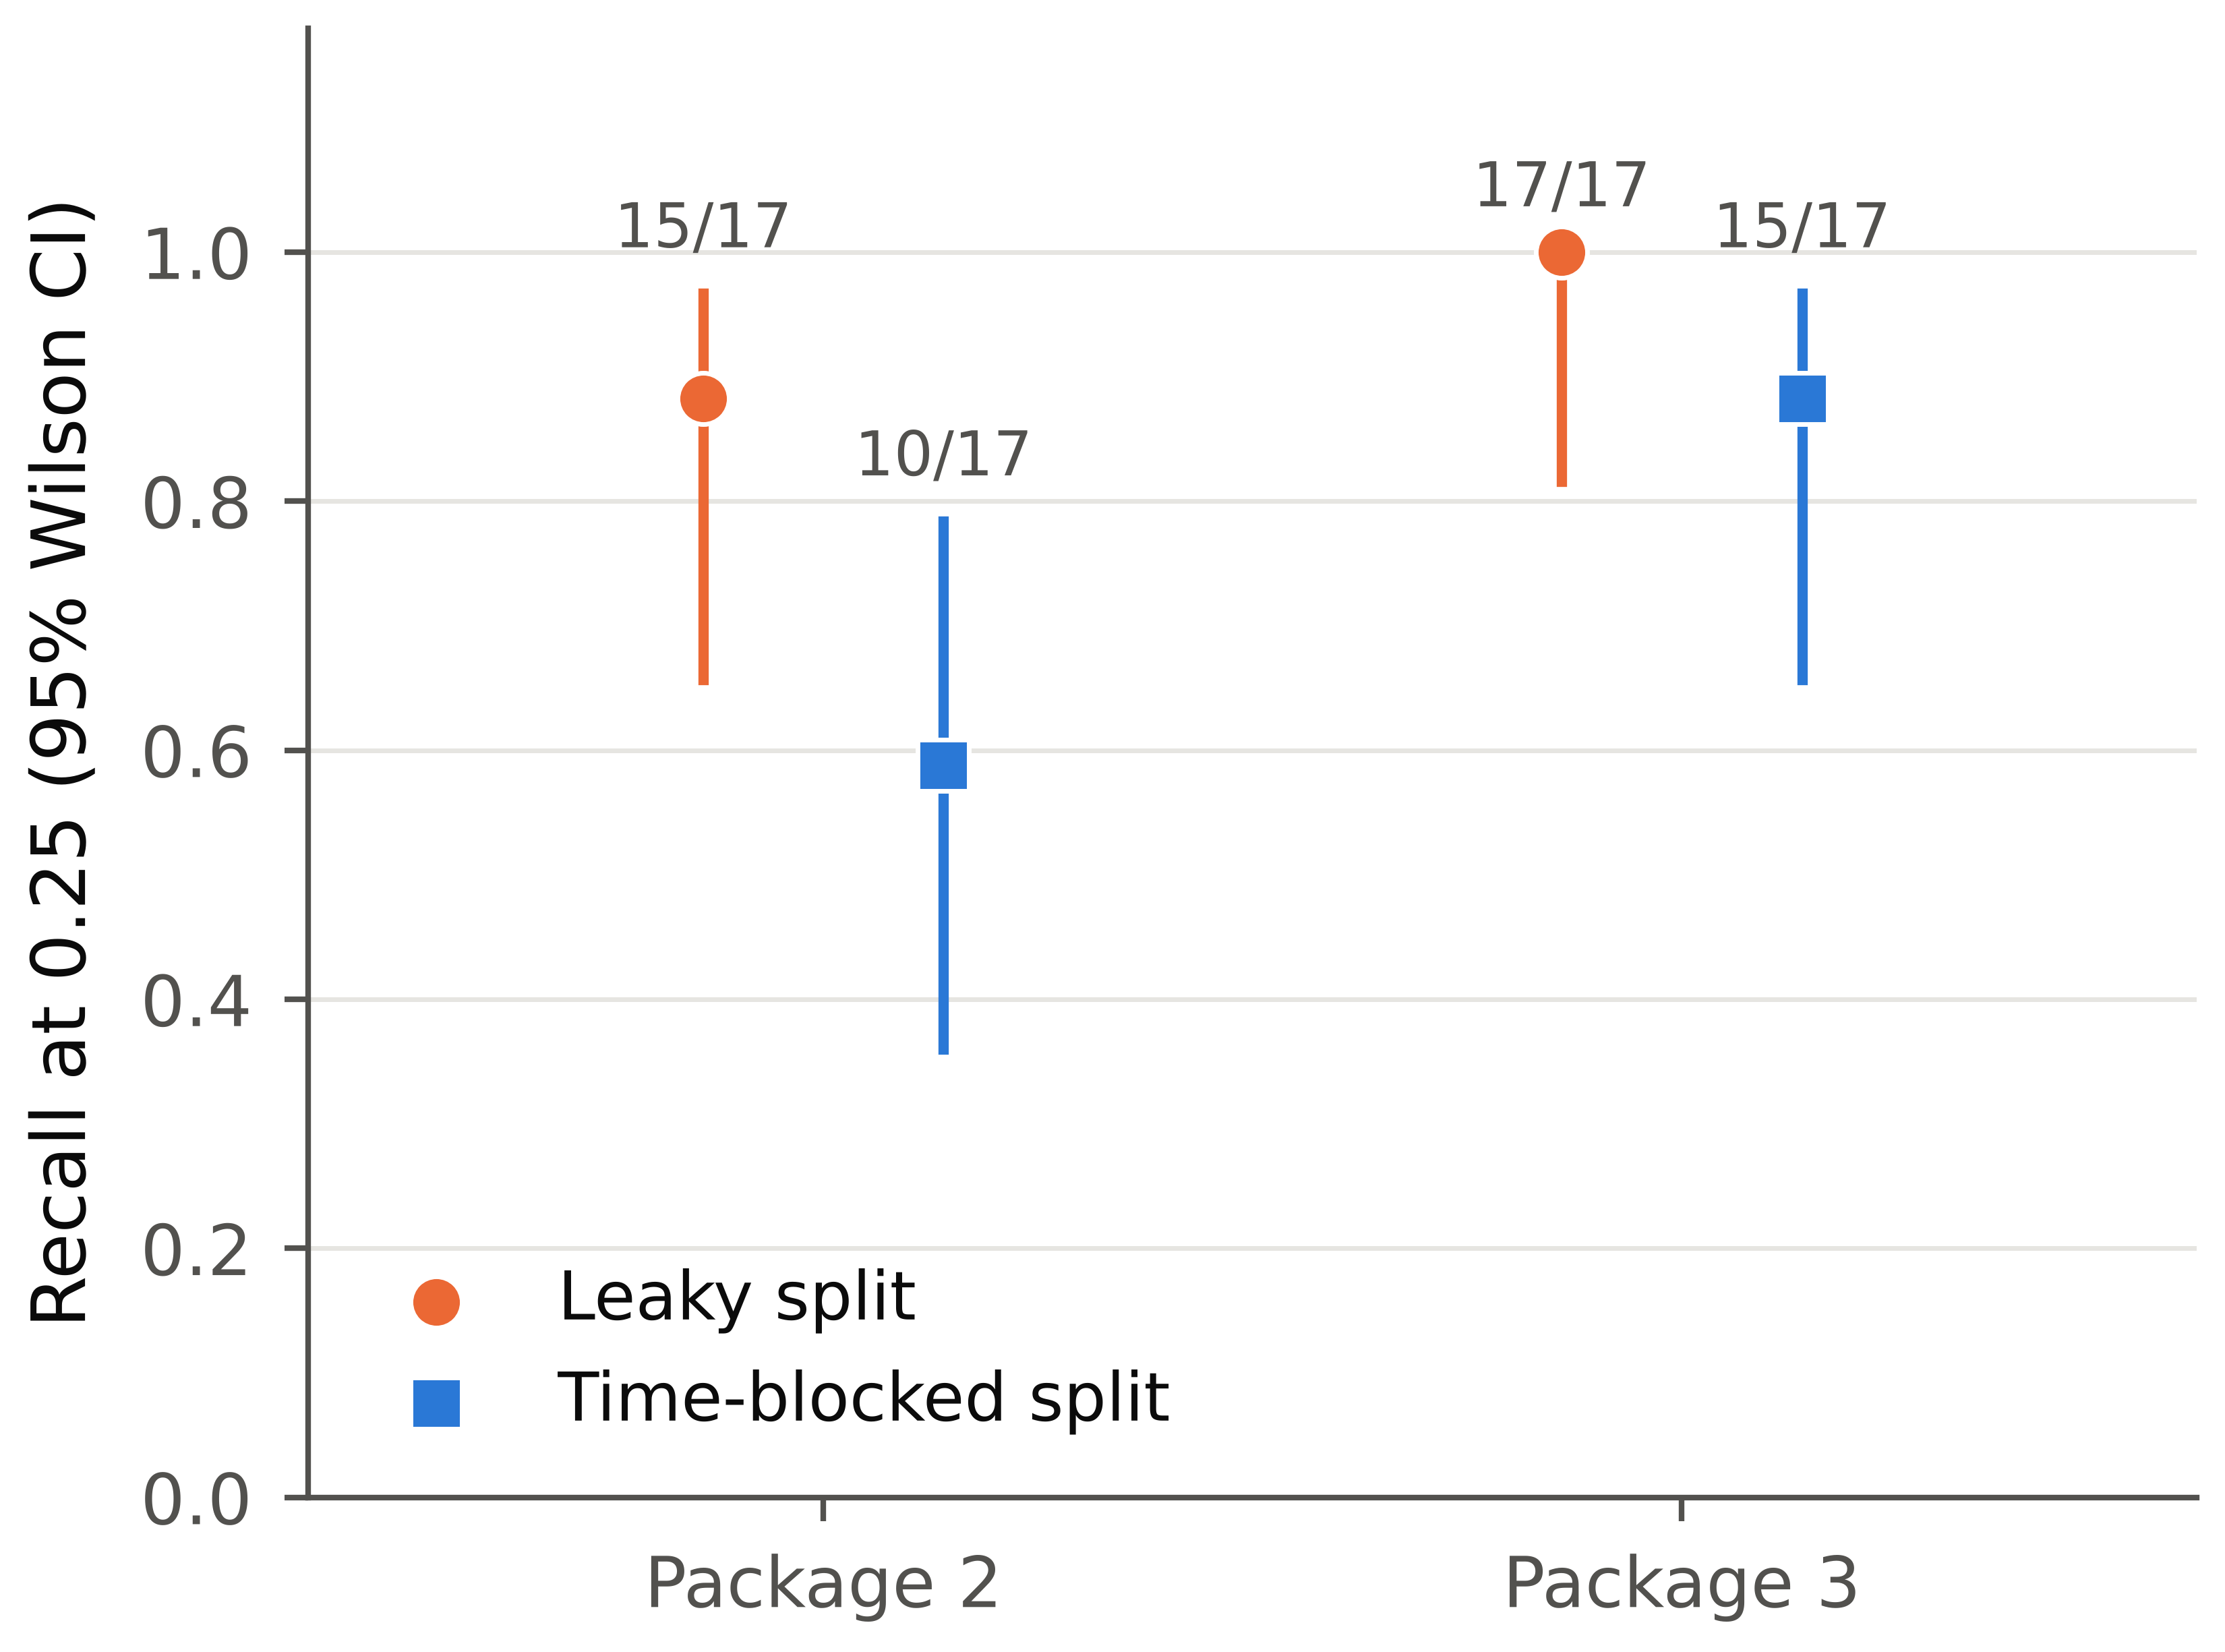 Recall at 0.25 (95% Wilson CI)
1.0
0.8
0.6
0.4
0.2
0.0
15/17
10/17
17/17
15/17
Leaky split
Time-blocked split
Package 2
Package 3